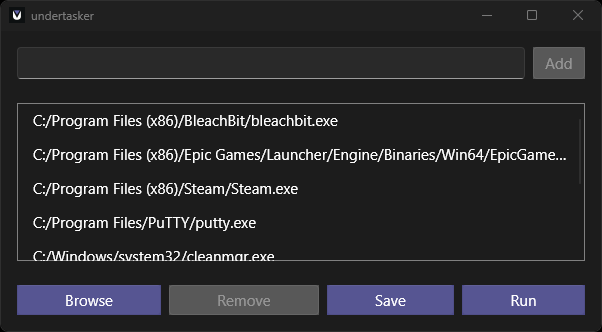 undertasker
Add
C:/Program Files (x86)/BleachBit/bleachbit.exe
C:/Program Files (x86)/Epic Games/Launcher/Engine/Binaries/Win64/EpicGame...
C:/Program Files (x86)/Steam/Steam.exe
C:/Program Files/PuTTY/putty.exe
C:/Windows/system32/cleanmgr.exe
Browse Remove Save Run